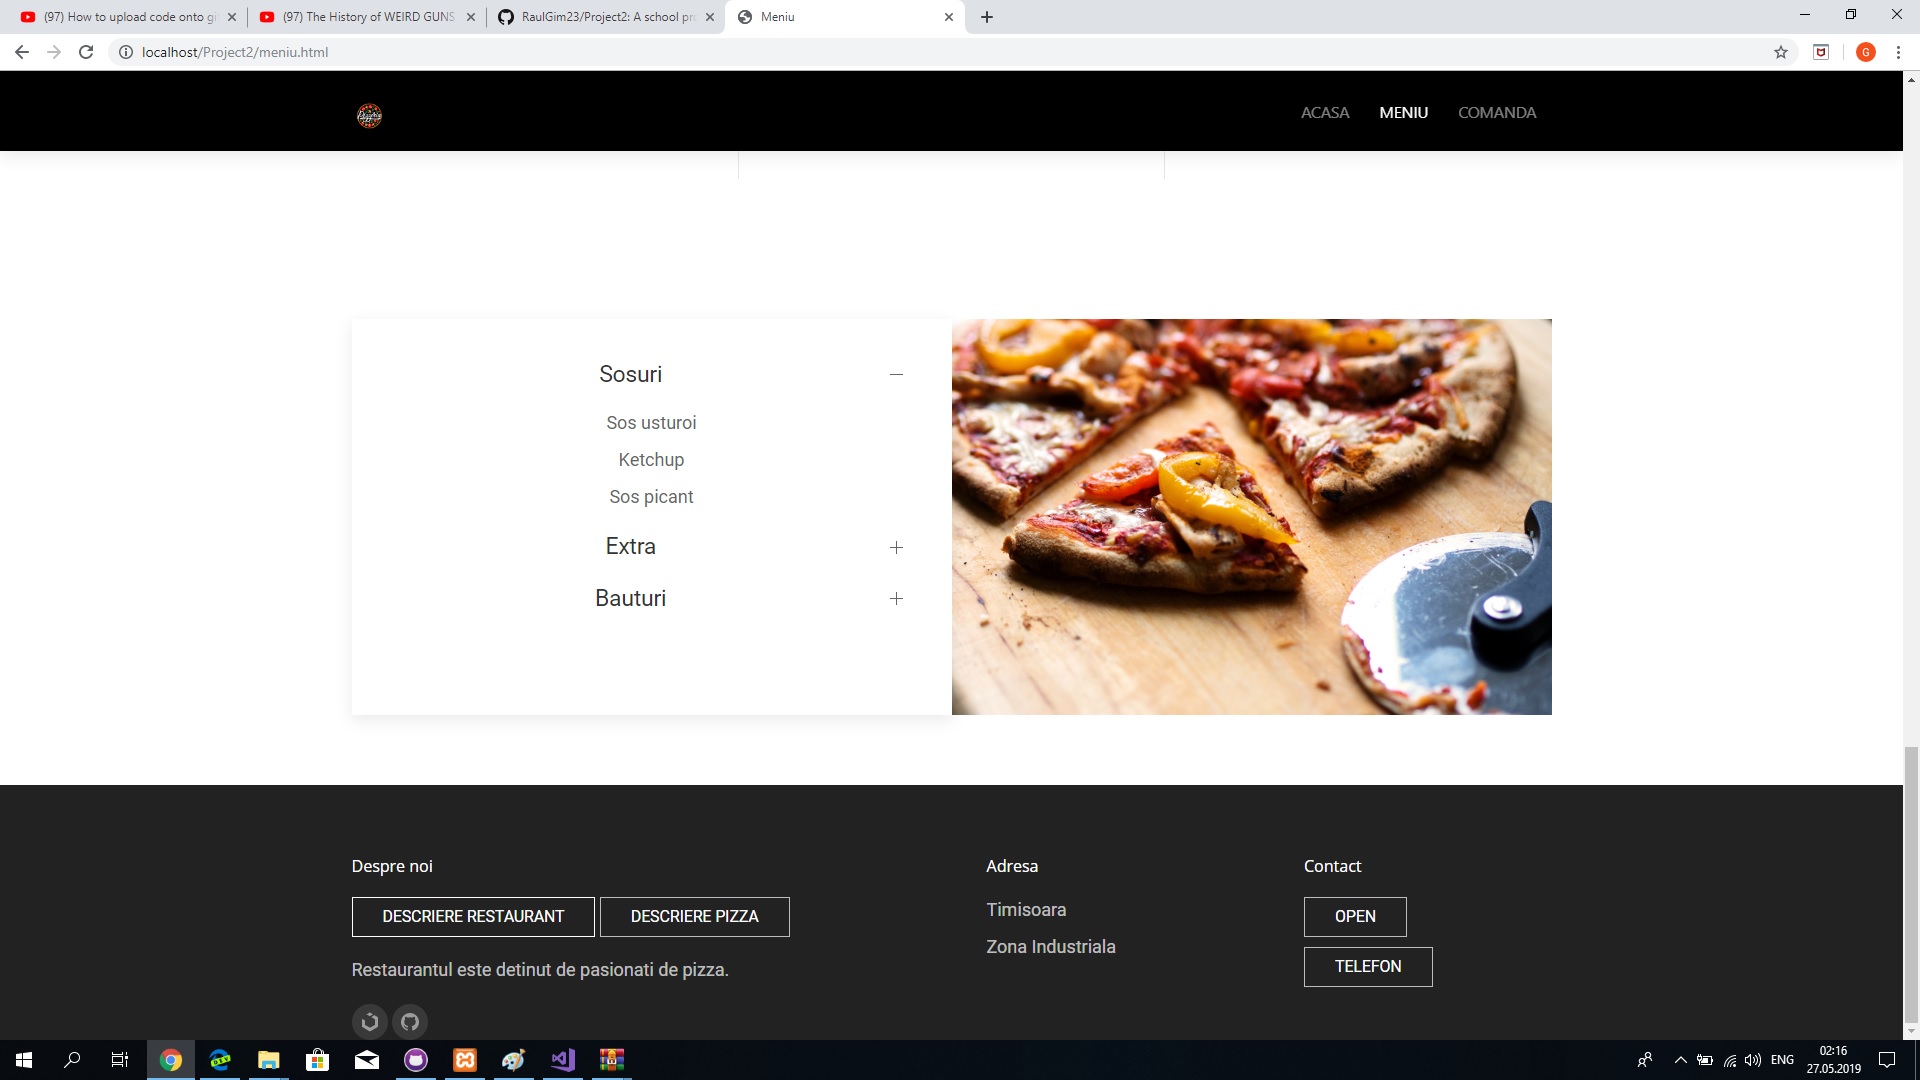 (97) How to upload code onto gi
(97) The History of WEIRD GUNS
RaulGim23/Project2: A school pro
Meniu
localhost/Project2/meniu.html
G
ACASA
MENIU
COMANDA
Sosuri
Sos usturoi
Ketchup
Sos picant
Extra
Bauturi
Despre noi
DESCRIERE RESTAURANT
DESCRIERE PIZZA
Restaurantul este detinut de pasionati de pizza.
Adresa
Timisoara
Zona Industriala
Contact
OPEN
TELEFON
DEV
ENG
02:16
27.05.2019